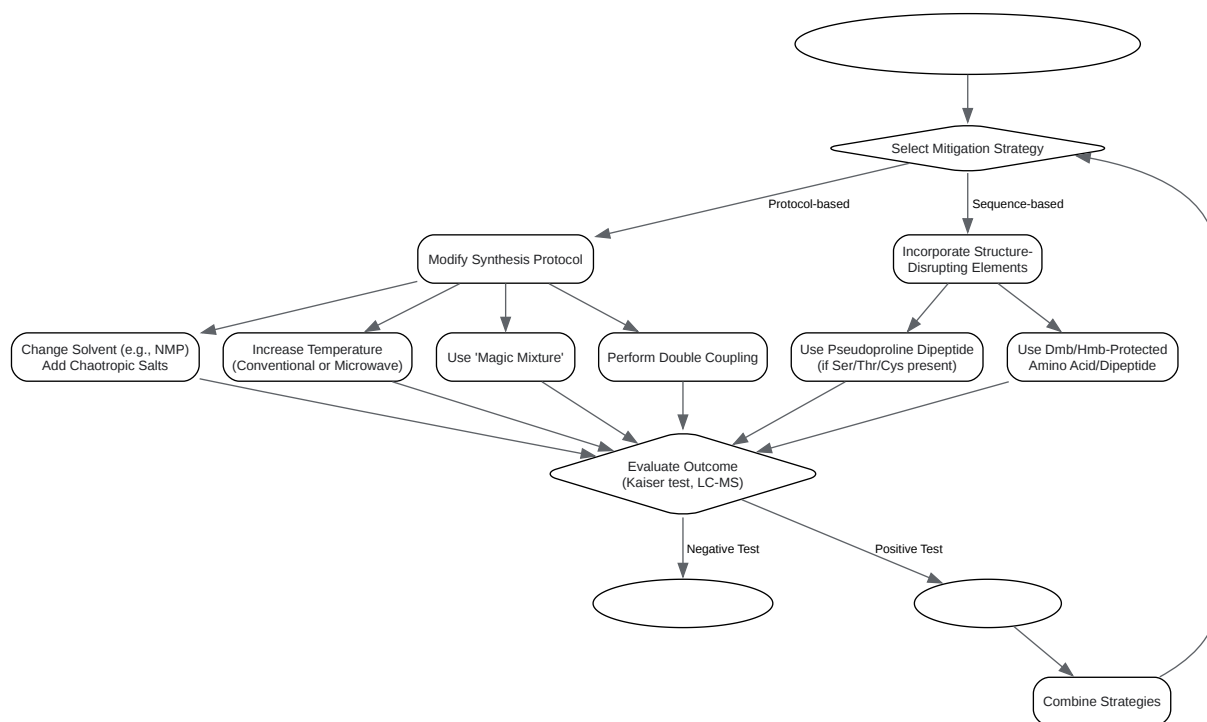 Select Mitigation Strategy
Protocol-based
Sequence-based
Modify Synthesis Protocol
Incorporate Structure-
Disrupting Elements
Change Solvent (e.g., NMP)
Add Chaotropic Salts
Increase Temperature
(Conventional or Microwave)
Use 'Magic Mixture'
Perform Double Coupling
Use Pseudoproline Dipeptide
(if Ser/Thr/Cys present)
Use Dmb/Hmb-Protected
Amino Acid/Dipeptide
Evaluate Outcome
(Kaiser test, LC-MS)
Negative Test
Positive Test
Combine Strategies